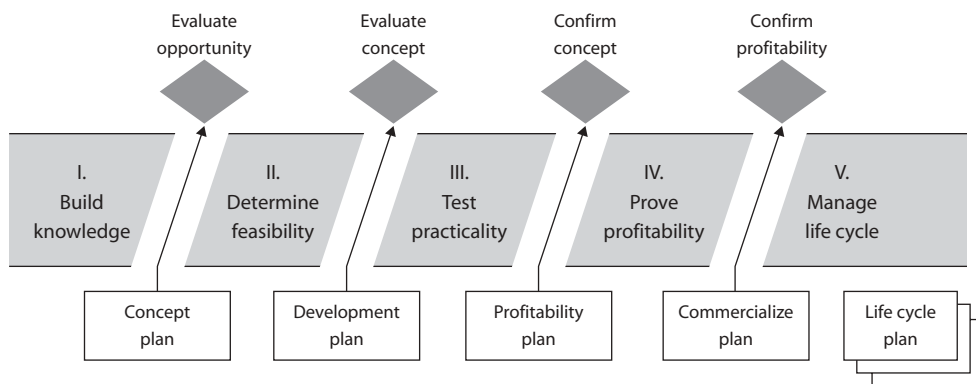 Evaluate
opportunity
Evaluate
concept
Confirm
concept
Confirm
profitability
I.
Build
knowledge
II.
Determine
feasibility
III.
Test
practicality
IV.
Prove
profitability
V.
Manage
life cycle
Concept
plan
Development
plan
Profitability
plan
Commercialize
plan
Life cycle
plan